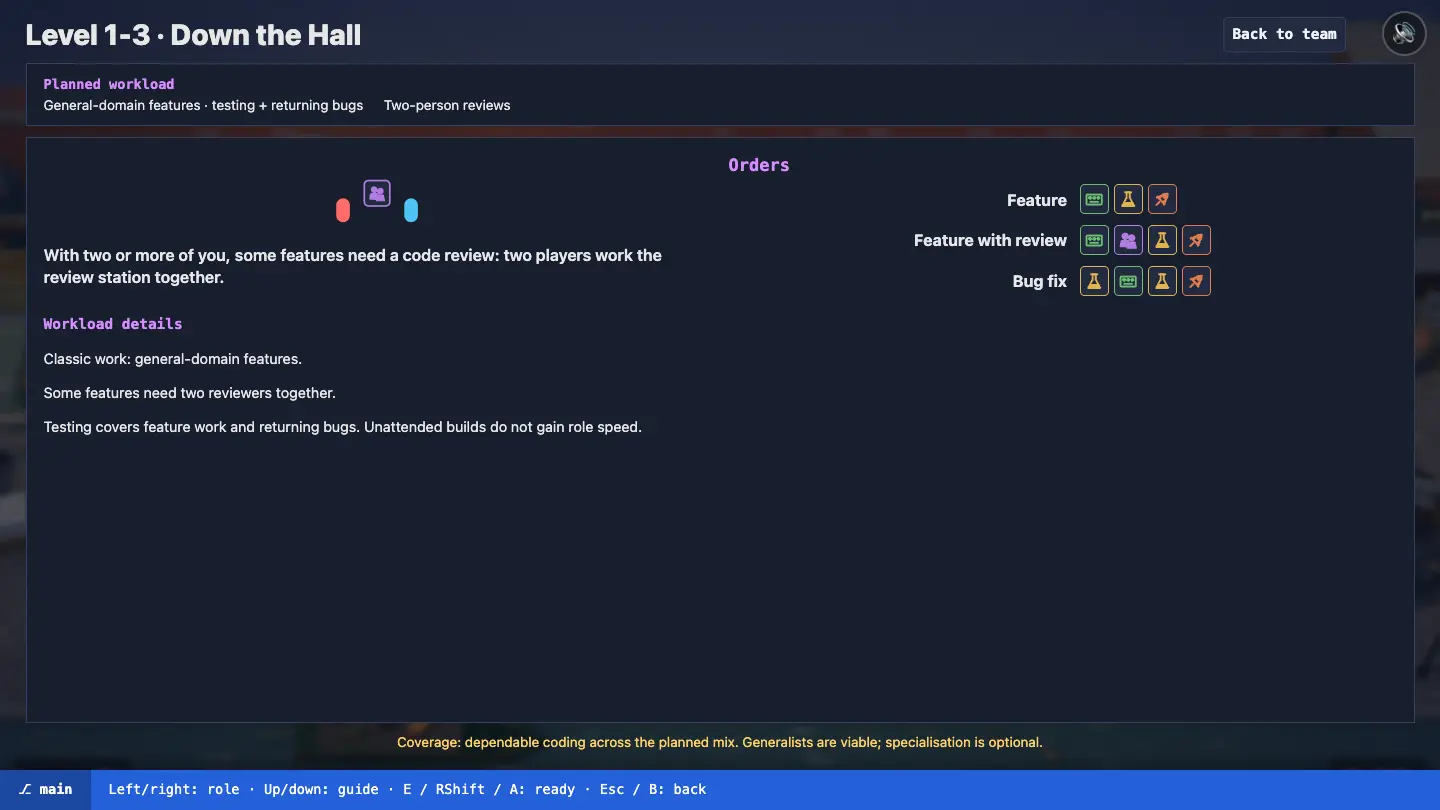 Level 1-3 · Down the Hall
Back to team
Planned workload
General-domain features · testing + returning bugs Two-person reviews
Orders
With two or more of you, some features need a code review: two players work the
review station together.
Workload details
Classic work: general-domain features.
Some features need two reviewers together.
Testing covers feature work and returning bugs. Unattended builds do not gain role speed.
Feature
Feature with review
Bug fix
Coverage: dependable coding across the planned mix. Generalists are viable; specialisation is optional.
⎇ main
Left/right: role · Up/down: guide · E / RShift / A: ready · Esc / B: back